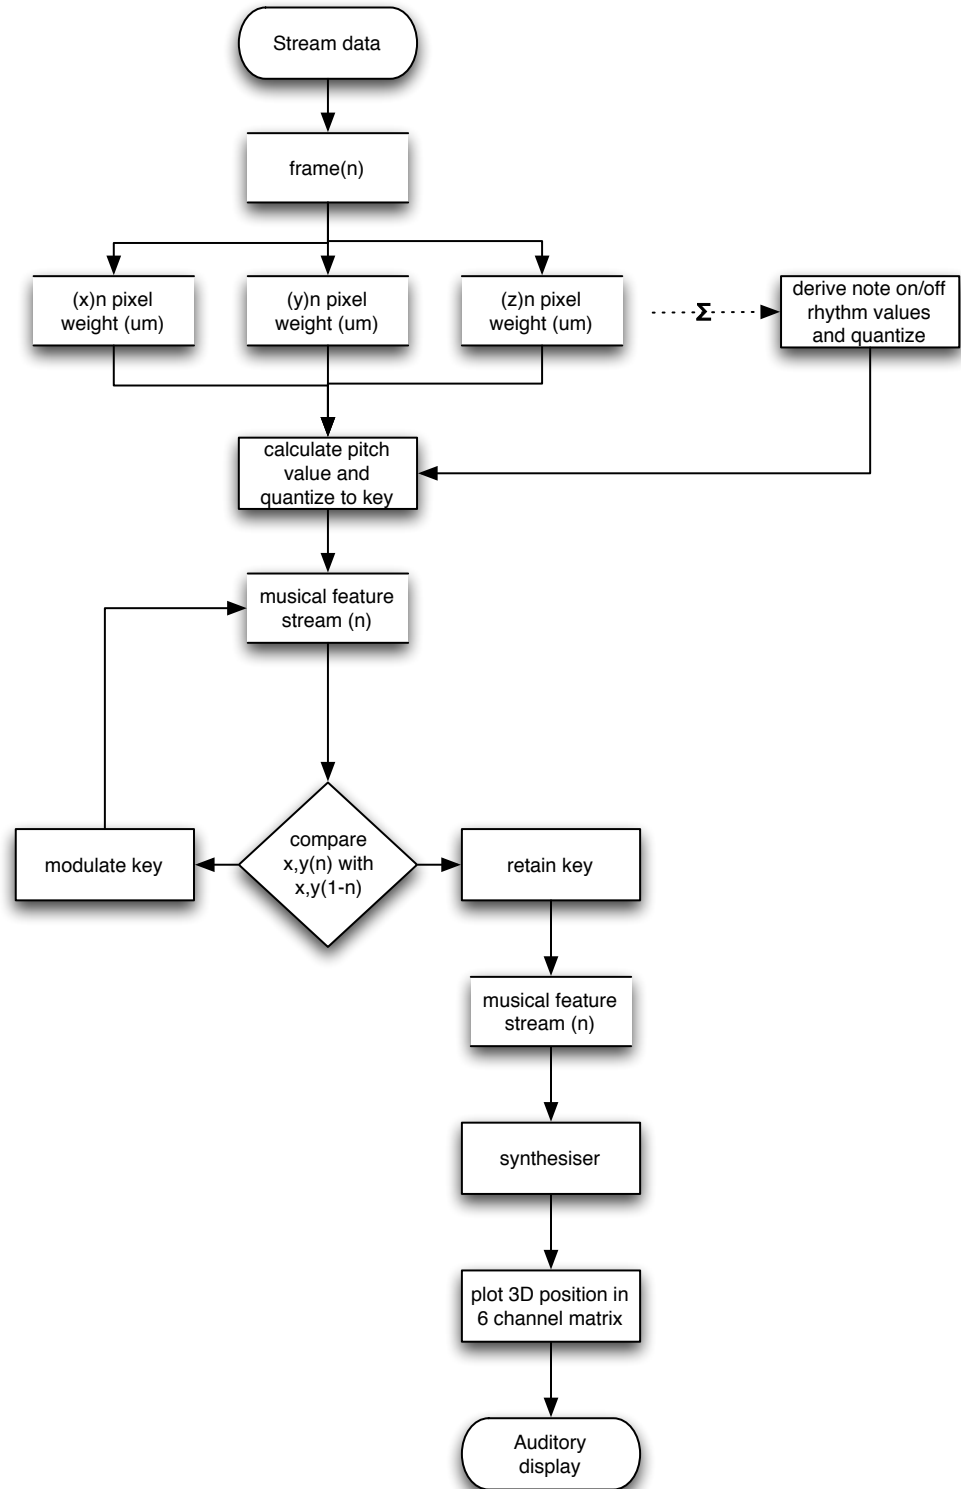 Stream data
frame(n)
(x)n pixel
weight (um)
(y)n pixel
weight (um)
(z)n pixel
weight (um)
Σ
derive note on/off
rhythm values
and quantize
calculate pitch
value and
quantize to key
musical feature
stream (n)
modulate key
compare
x,y(n) with
x,y(1-n)
retain key
musical feature
stream (n)
synthesiser
plot 3D position in
6 channel matrix
Auditory
display